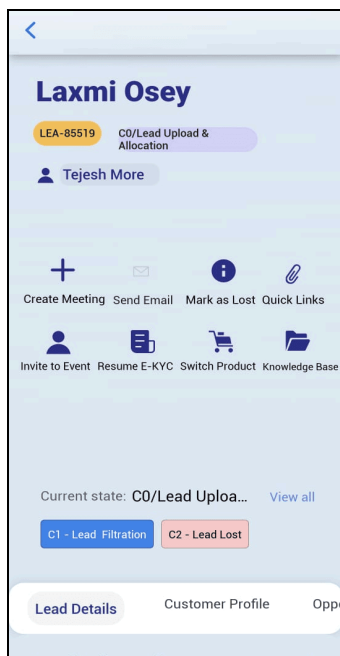 Laxmi Osey
LEA-85519
C0/Lead Upload &
Allocation
Tejesh More
Create Meeting Send Email Mark as Lost Quick Links
Invite to Event Resume E-KYC Switch Product Knowledge Base
Current state: C0/Lead Uploa... View all
C1 - Lead Filtration C2 - Lead Lost
Lead Details Customer Profile Opp